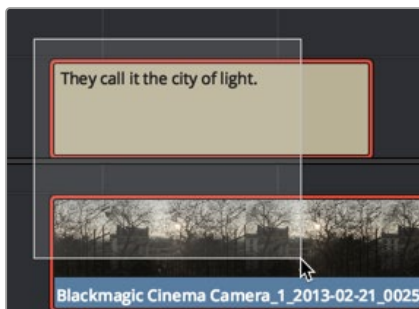 They call it the city of light.
Blackmagic Cinema Camera_1_2013-02-21_0025